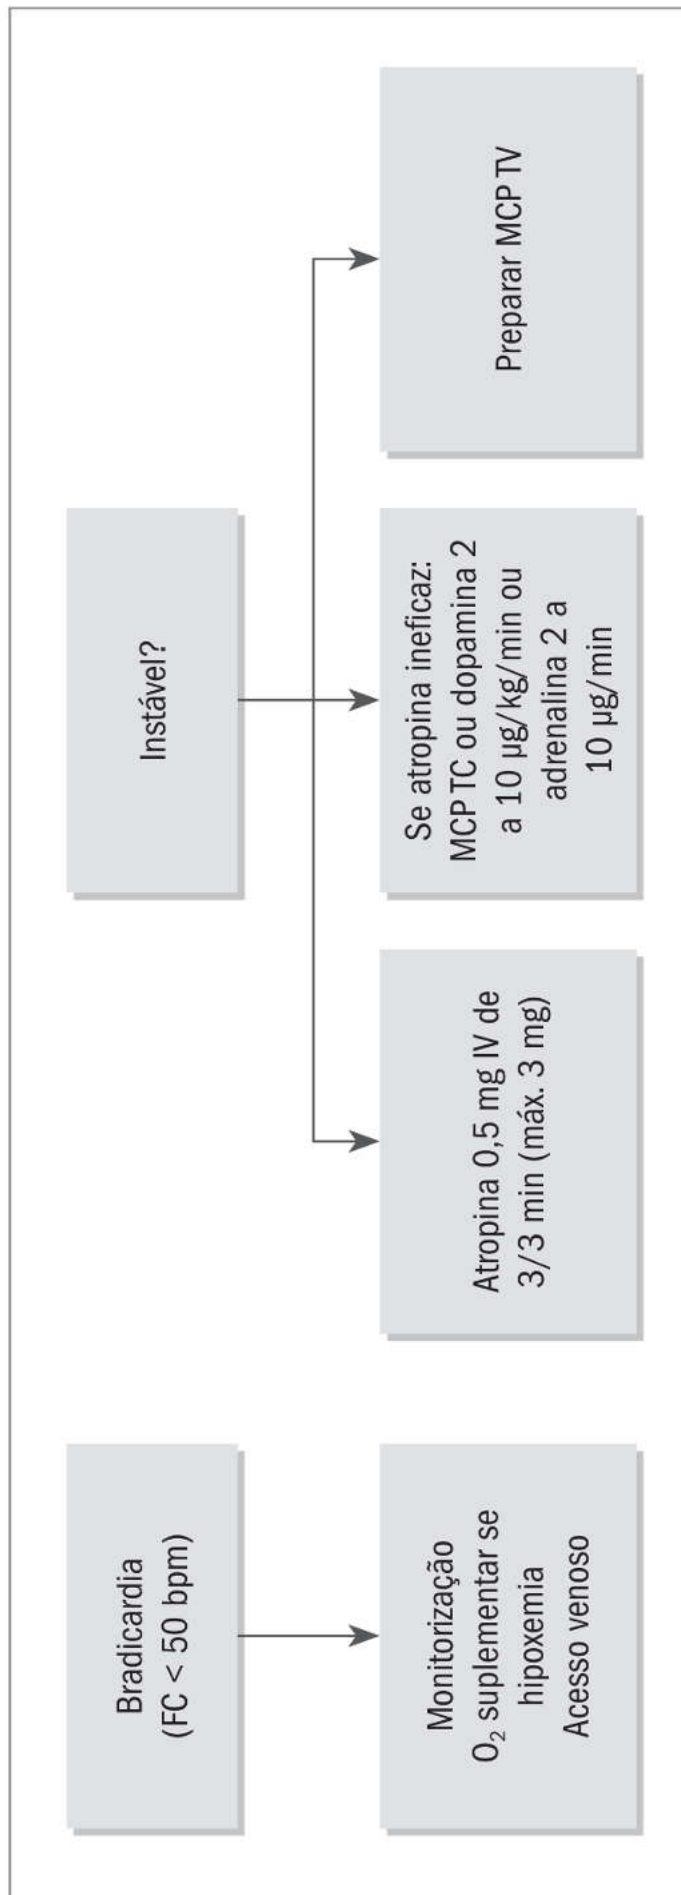 Bradicardia
(FC < 50 bpm)
Monitorização
O₂ suplementar se
hipoxemia
Acesso venoso
Instável?
Atropina 0,5 mg IV de
3/3 min (máx. 3 mg)
Se atropina ineficaz:
MCP TC ou dopamina 2
a 10 µg/kg/min ou
adrenalina 2 a
10 µg/min
Preparar MCP TV